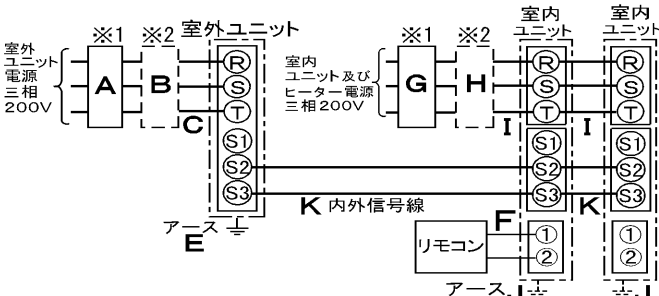 ※1
※2
室外ユニット
室外
ユニット
電源
三相
200V
A
B
C
R
S
T
S1
S2
S3
アース
E
※1
※2
室内
ユニット
室内
ユニット
室内
ユニット及び
ヒーター電源
三相200V
G
H
I
I
R
S
T
S1
S2
S3
R
S
T
S1
S2
S3
K 内外信号線
K
リモコン
F
1
2
1
2
アース
J
J